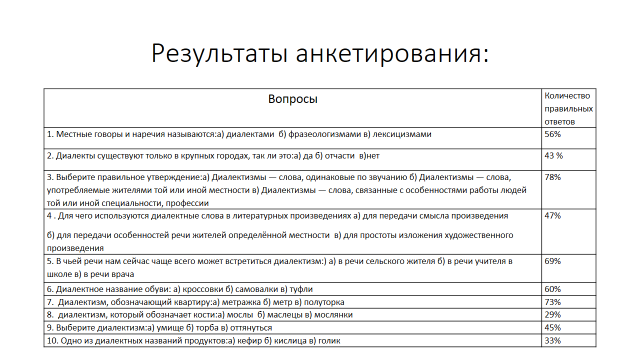 Результаты анкетирования:
Вопросы
Количество
правильных
ответов
1. Местные говоры и наречия называются:а) диалектами б) фразеологизмами в) лексицизмами
56%
2. Диалекты существуют только в крупных городах, так ли это:а) да б) отчасти в)нет
43 %
3. Выберите правильное утверждение:а) Диалектизмы — слова, одинаковые по звучанию б) Диалектизмы — слова,
употребляемые жителями той или иной местности в) Диалектизмы — слова, связанные с особенностями работы людей
той или иной специальности, профессии
78%
4 . Для чего используются диалектные слова в литературных произведениях а) для передачи смысла произведения
б) для передачи особенностей речи жителей определённой местности в) для простоты изложения художественного
произведения
47%
5. В чьей речи нам сейчас чаще всего может встретиться диалектизм:) а) в речи сельского жителя б) в речи учителя в
школе в) в речи врача
69%
6. Диалектное название обуви: а) кроссовки б) самовалки в) туфли
60%
7. Диалектизм, обозначающий квартиру:а) метражка б) метр в) полуторка
73%
8. диалектизм, который обозначает кости:а) мослы б) маслецы в) мослянки
29%
9. Выберите диалектизм:а) умище б) торба в) оттянуться
45%
10. Одно из диалектных названий продуктов:а) кефир б) кислица в) голик
33%